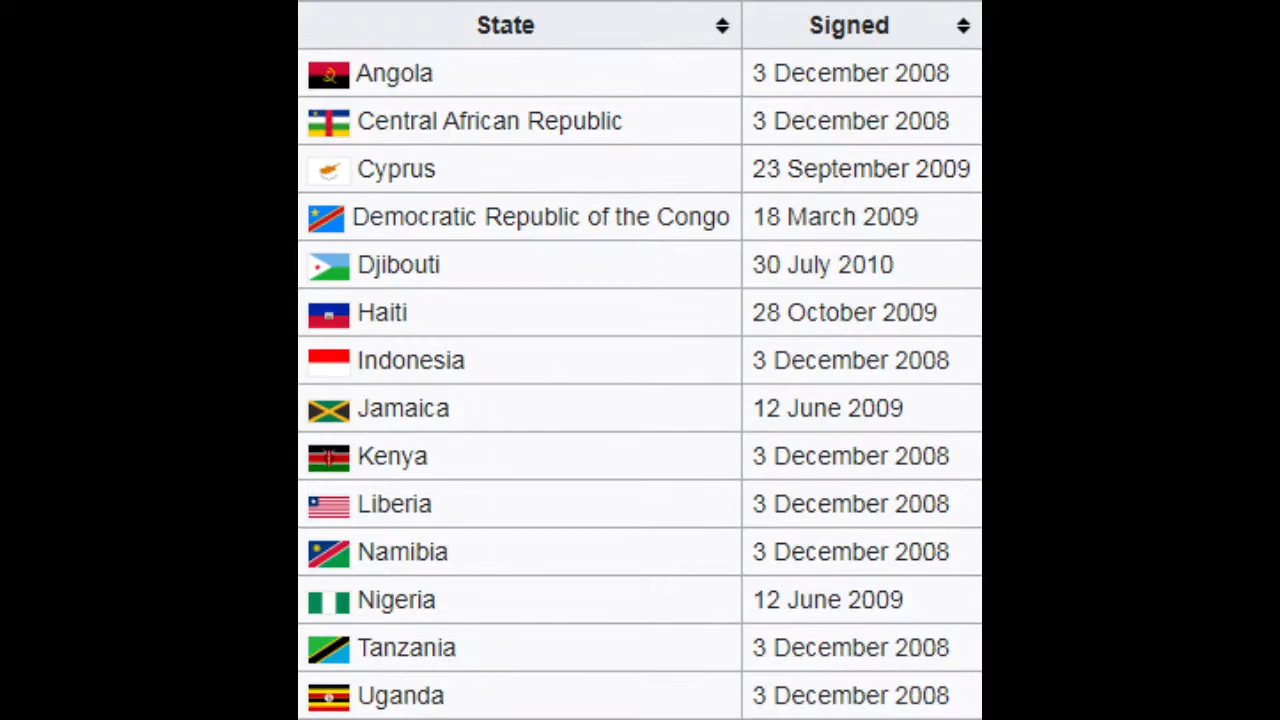 State Signed
Angola 3 December 2008
Central African Republic 3 December 2008
Cyprus 23 September 2009
Democratic Republic of the Congo 18 March 2009
Djibouti 30 July 2010
Haiti 28 October 2009
Indonesia 3 December 2008
Jamaica 12 June 2009
Kenya 3 December 2008
Liberia 3 December 2008
Namibia 3 December 2008
Nigeria 12 June 2009
Tanzania 3 December 2008
Uganda 3 December 2008